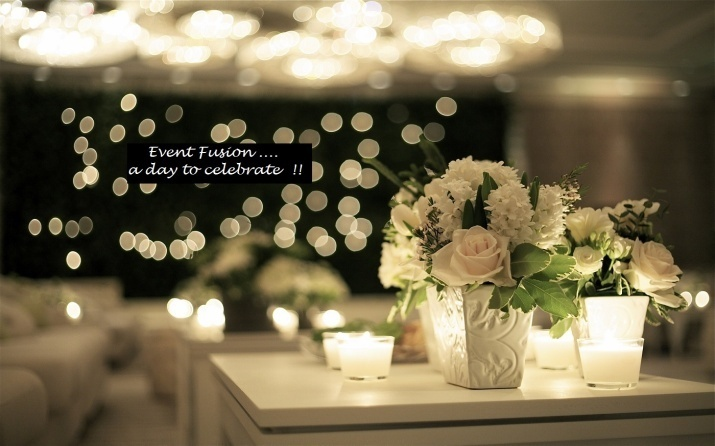 Event Fusion ....
a day to celebrate !!